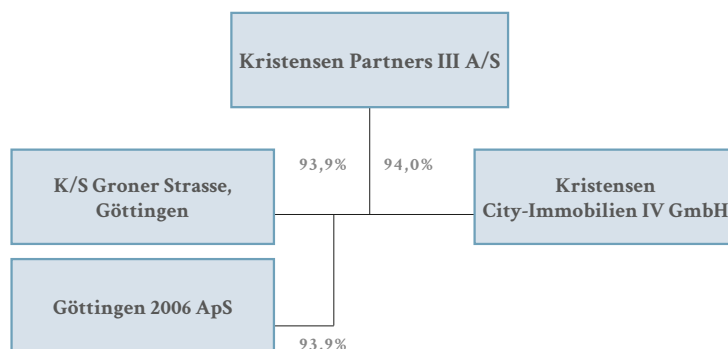 Kristensen Partners III A/S
93,9%
94,0%
K/S Groner Strasse,
Göttingen
Kristensen
City-Immobilien IV GmbH
Göttingen 2006 ApS
93,9%